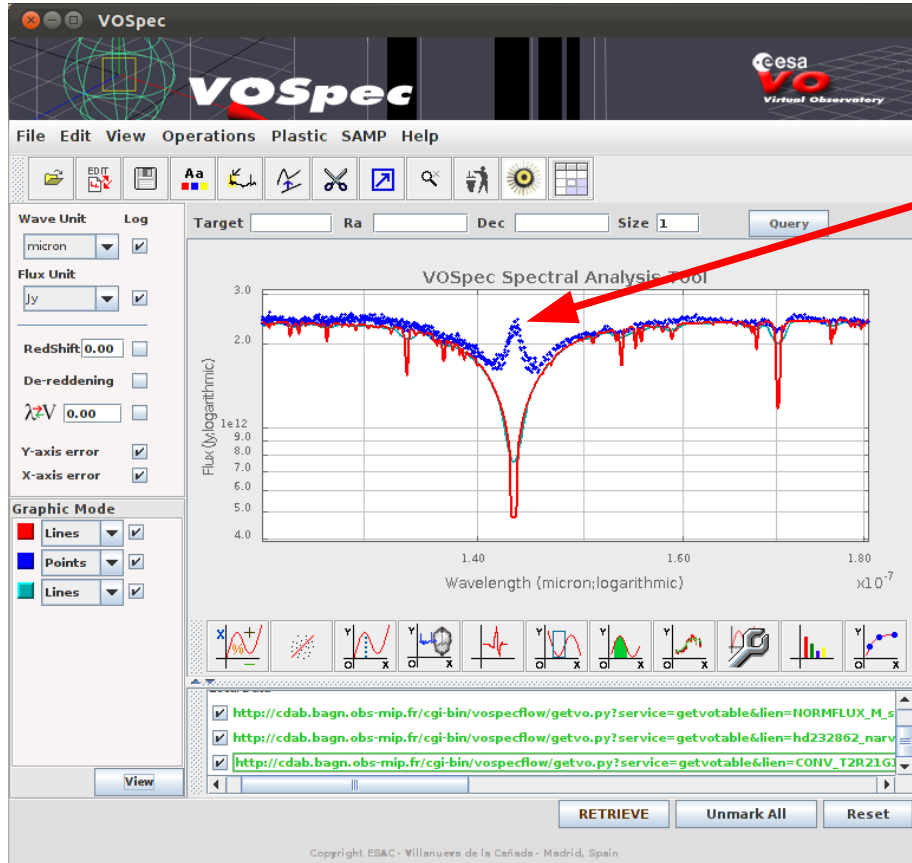 VOSpec
VOSpec
esa
VO
Virtual Observatory
File Edit View Operations Plastic SAMP Help
EDIT
Aa
Wave Unit Log
Target Ra Dec Size 1 Query
micron
Flux Unit
Jy
RedShift 0.00
De-reddening
λ⇄V 0.00
Y-axis error
X-axis error
Graphic Mode
Lines
Points
Lines
View
VOSpec Spectral Analysis Tool
3.0
2.0
1e12
9.0
8.0
7.0
6.0
5.0
4.0
Flux (Jy;logarithmic)
1.40 1.60 1.80
Wavelength (micron;logarithmic) x10-7
http://cdab.bagn.obs-mip.fr/cgi-bin/vospecflow/getvo.py?service=getvotable&lien=NORMFLUX_M_s
http://cdab.bagn.obs-mip.fr/cgi-bin/vospecflow/getvo.py?service=getvotable&lien=hd232862_narv
http://cdab.bagn.obs-mip.fr/cgi-bin/vospecflow/getvo.py?service=getvotable&lien=CONV_T2R21G1
RETRIEVE Unmark All Reset
Copyright ESAC - Villanueva de la Cañada - Madrid, Spain